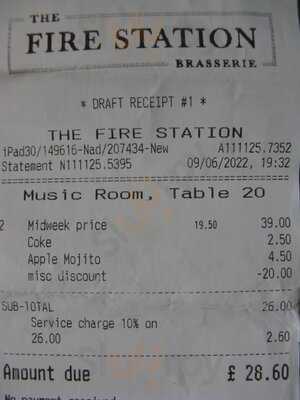 THE
FIRE STATION
BRASSERIE
* DRAFT RECEIPT #1 *
THE FIRE STATION
iPad30/149616-Nad/207434-New A111125.7352
Statement N111125.5395 09/06/2022, 19:32
Music Room, Table 20
2 Midweek price 19.50 39.00
Coke 2.50
Apple Mojito 4.50
misc discount -20.00
SUB-TOTAL 26.00
Service charge 10% on
26.00 2.60
Amount due £ 28.60
No payment received